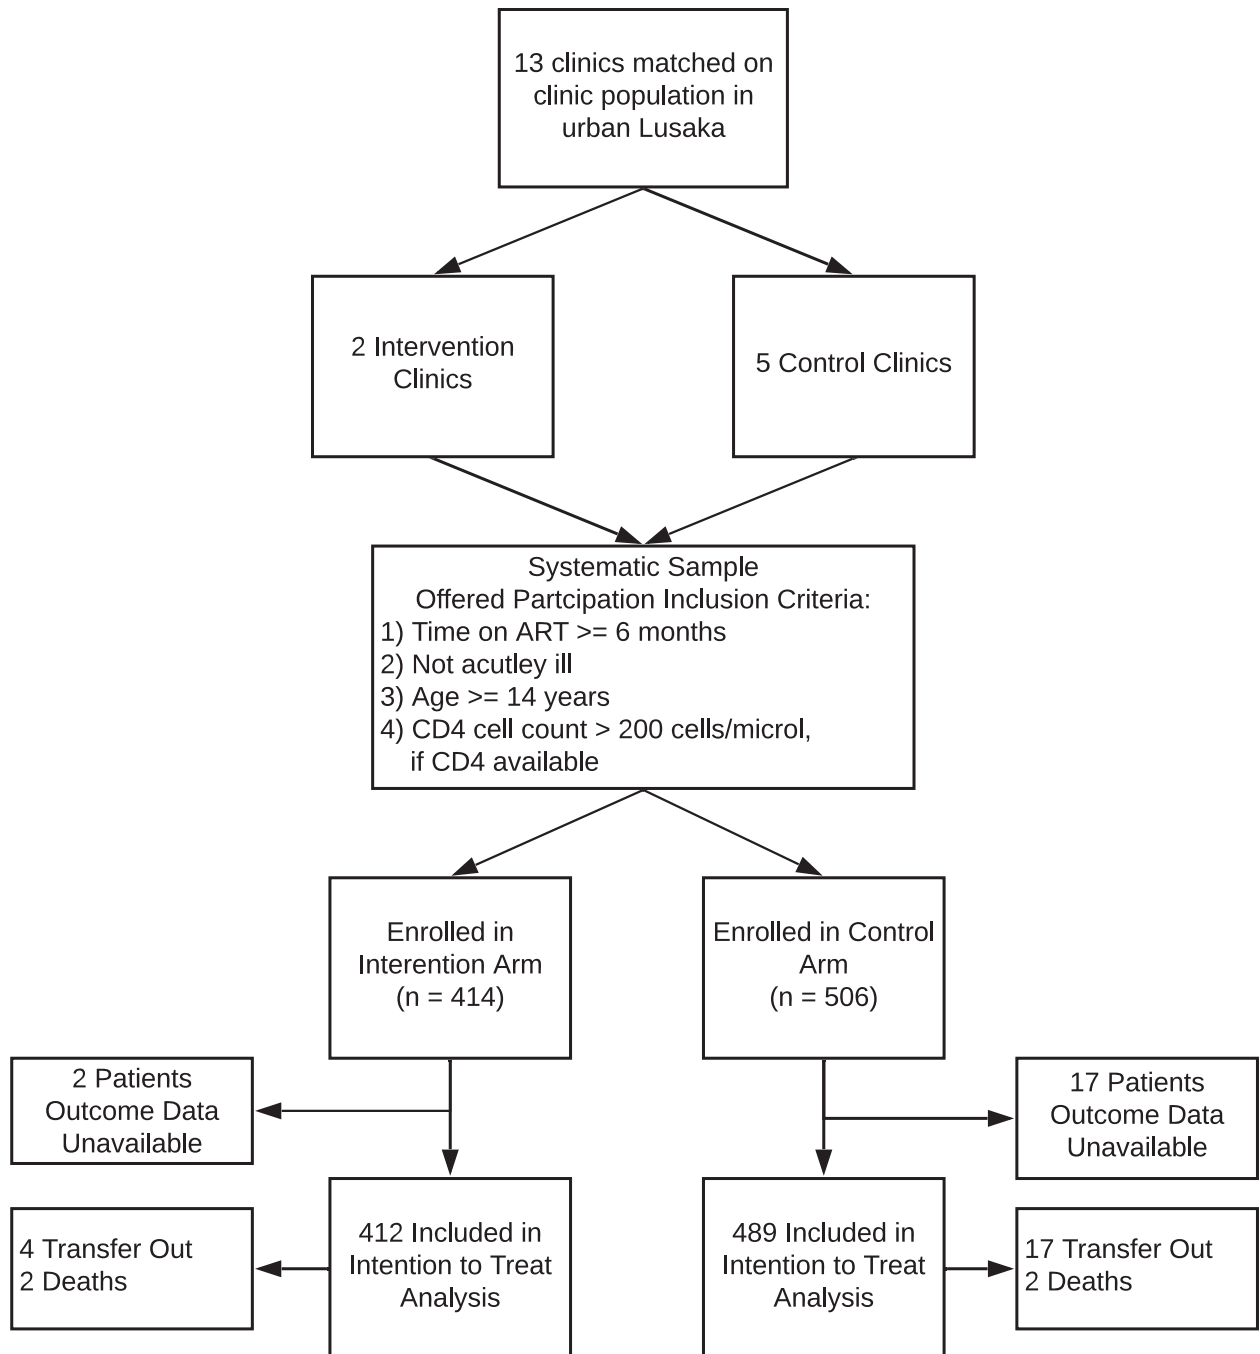 13 clinics matched on
clinic population in
urban Lusaka
2 Intervention
Clinics
5 Control Clinics
Systematic Sample
Offered Partcipation Inclusion Criteria:
1) Time on ART >= 6 months
2) Not acutley ill
3) Age >= 14 years
4) CD4 cell count > 200 cells/microl,
if CD4 available
Enrolled in
Interention Arm
(n = 414)
Enrolled in Control
Arm
(n = 506)
2 Patients
Outcome Data
Unavailable
17 Patients
Outcome Data
Unavailable
4 Transfer Out
2 Deaths
412 Included in
Intention to Treat
Analysis
489 Included in
Intention to Treat
Analysis
17 Transfer Out
2 Deaths